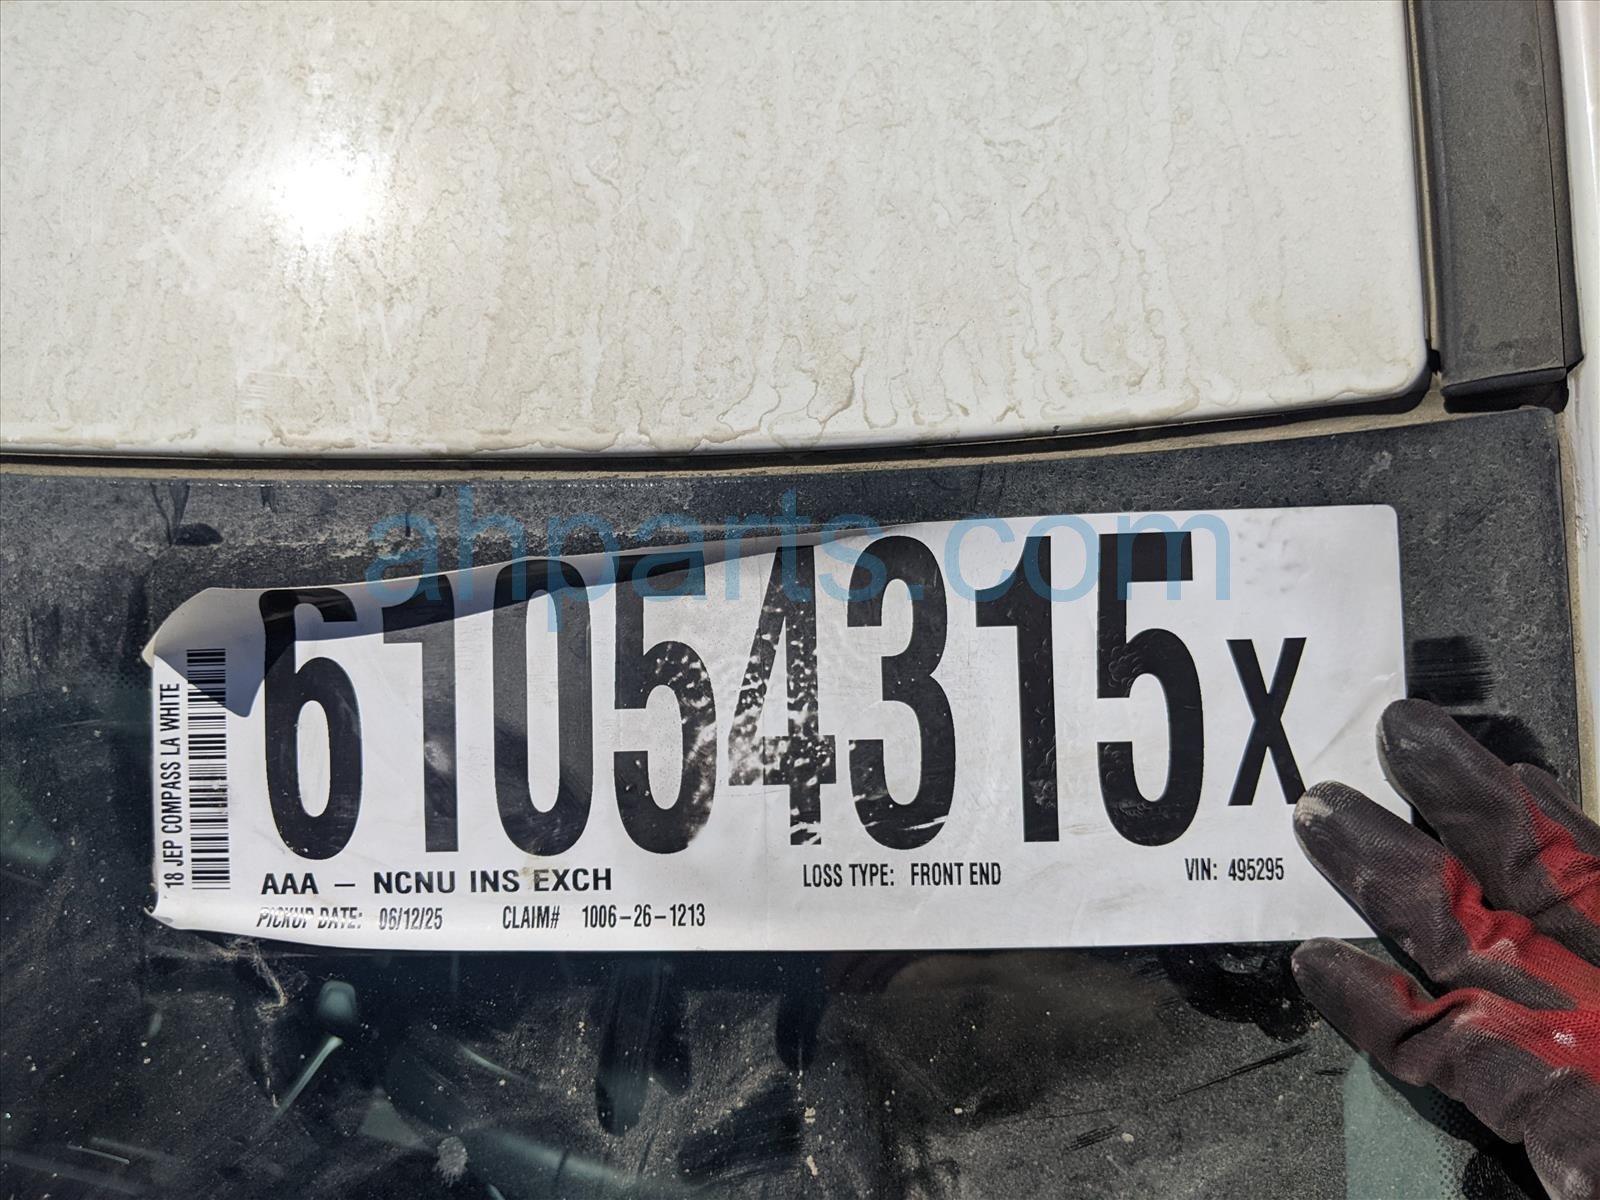 ahparts.com
61054315X
18 JEP COMPASS LA WHITE
AAA – NCNU INS EXCH
LOSS TYPE: FRONT END
VIN: 495295
PICKUP DATE: 06/12/25
CLAIM# 1006-26-1213